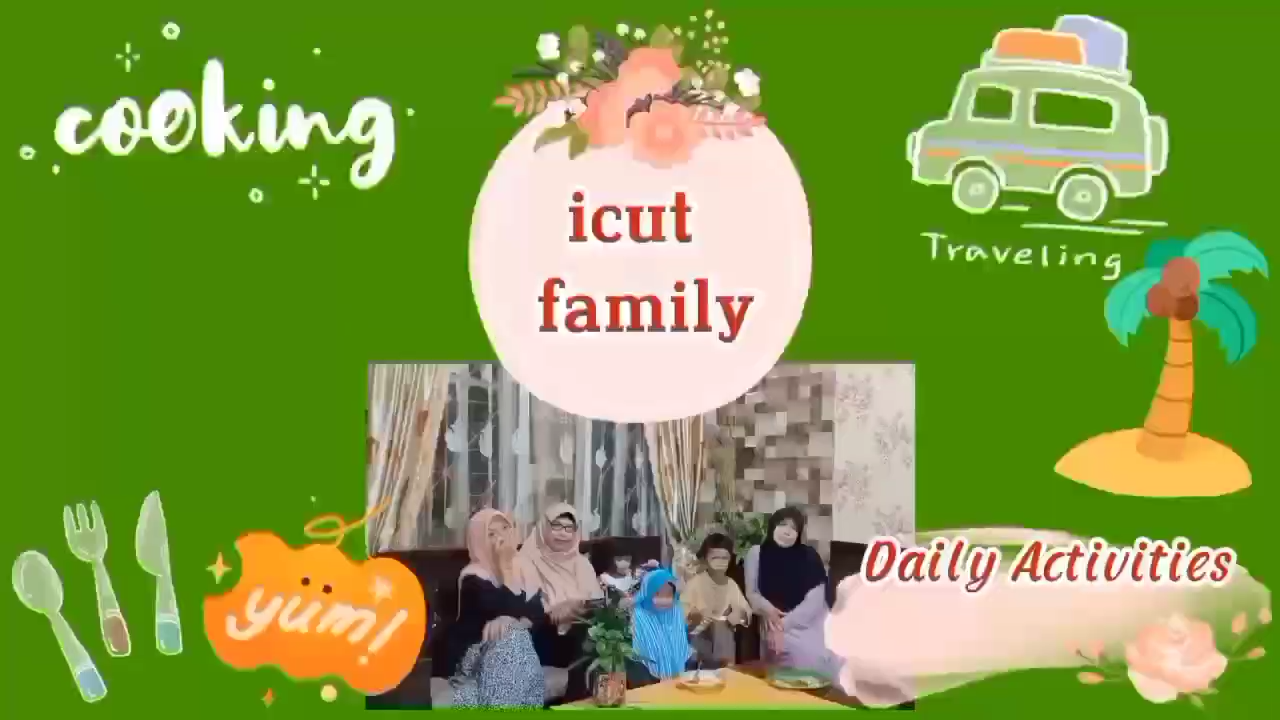 cooking
icut
family
Traveling
Daily Activities
yum!